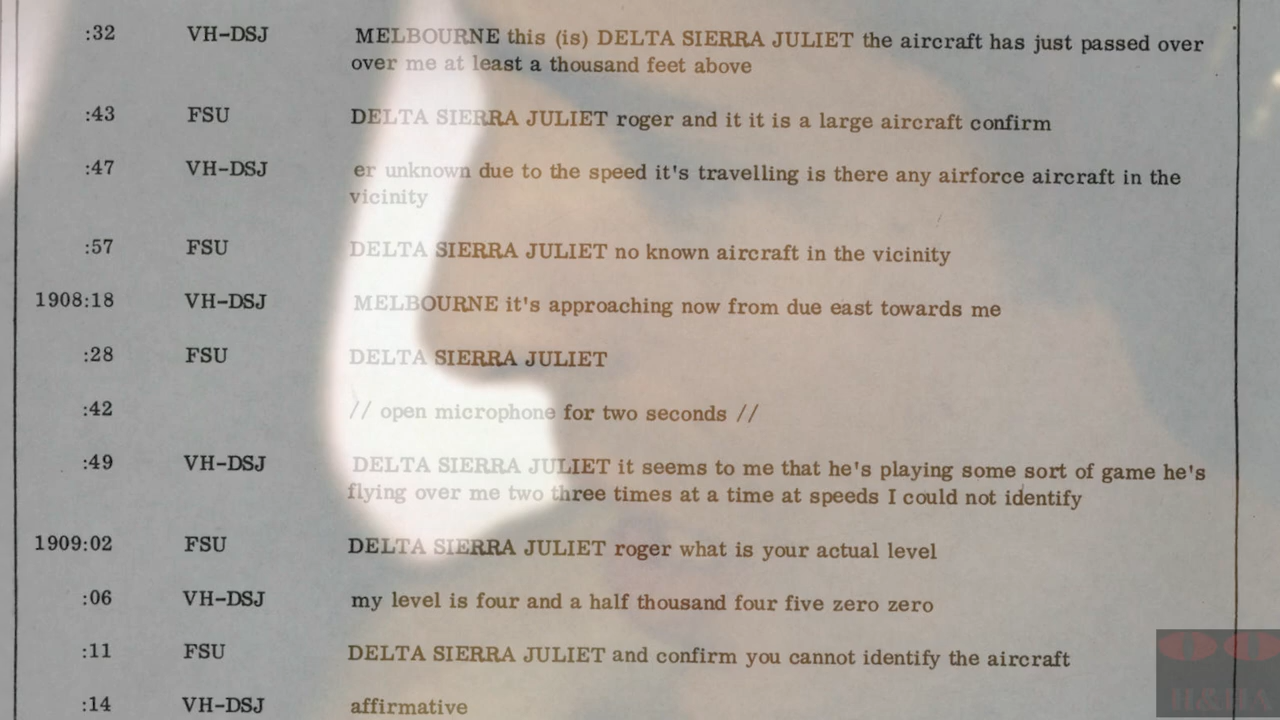 :32 VH-DSJ MELBOURNE this (is) DELTA SIERRA JULIET the aircraft has just passed over
over me at least a thousand feet above
:43 FSU DELTA SIERRA JULIET roger and it it is a large aircraft confirm
:47 VH-DSJ er unknown due to the speed it's travelling is there any airforce aircraft in the
vicinity
:57 FSU DELTA SIERRA JULIET no known aircraft in the vicinity
1908:18 VH-DSJ MELBOURNE it's approaching now from due east towards me
:28 FSU DELTA SIERRA JULIET
:42 // open microphone for two seconds //
:49 VH-DSJ DELTA SIERRA JULIET it seems to me that he's playing some sort of game he's
flying over me two three times at a time at speeds I could not identify
1909:02 FSU DELTA SIERRA JULIET roger what is your actual level
:06 VH-DSJ my level is four and a half thousand four five zero zero
:11 FSU DELTA SIERRA JULIET and confirm you cannot identify the aircraft
:14 VH-DSJ affirmative
H&HA